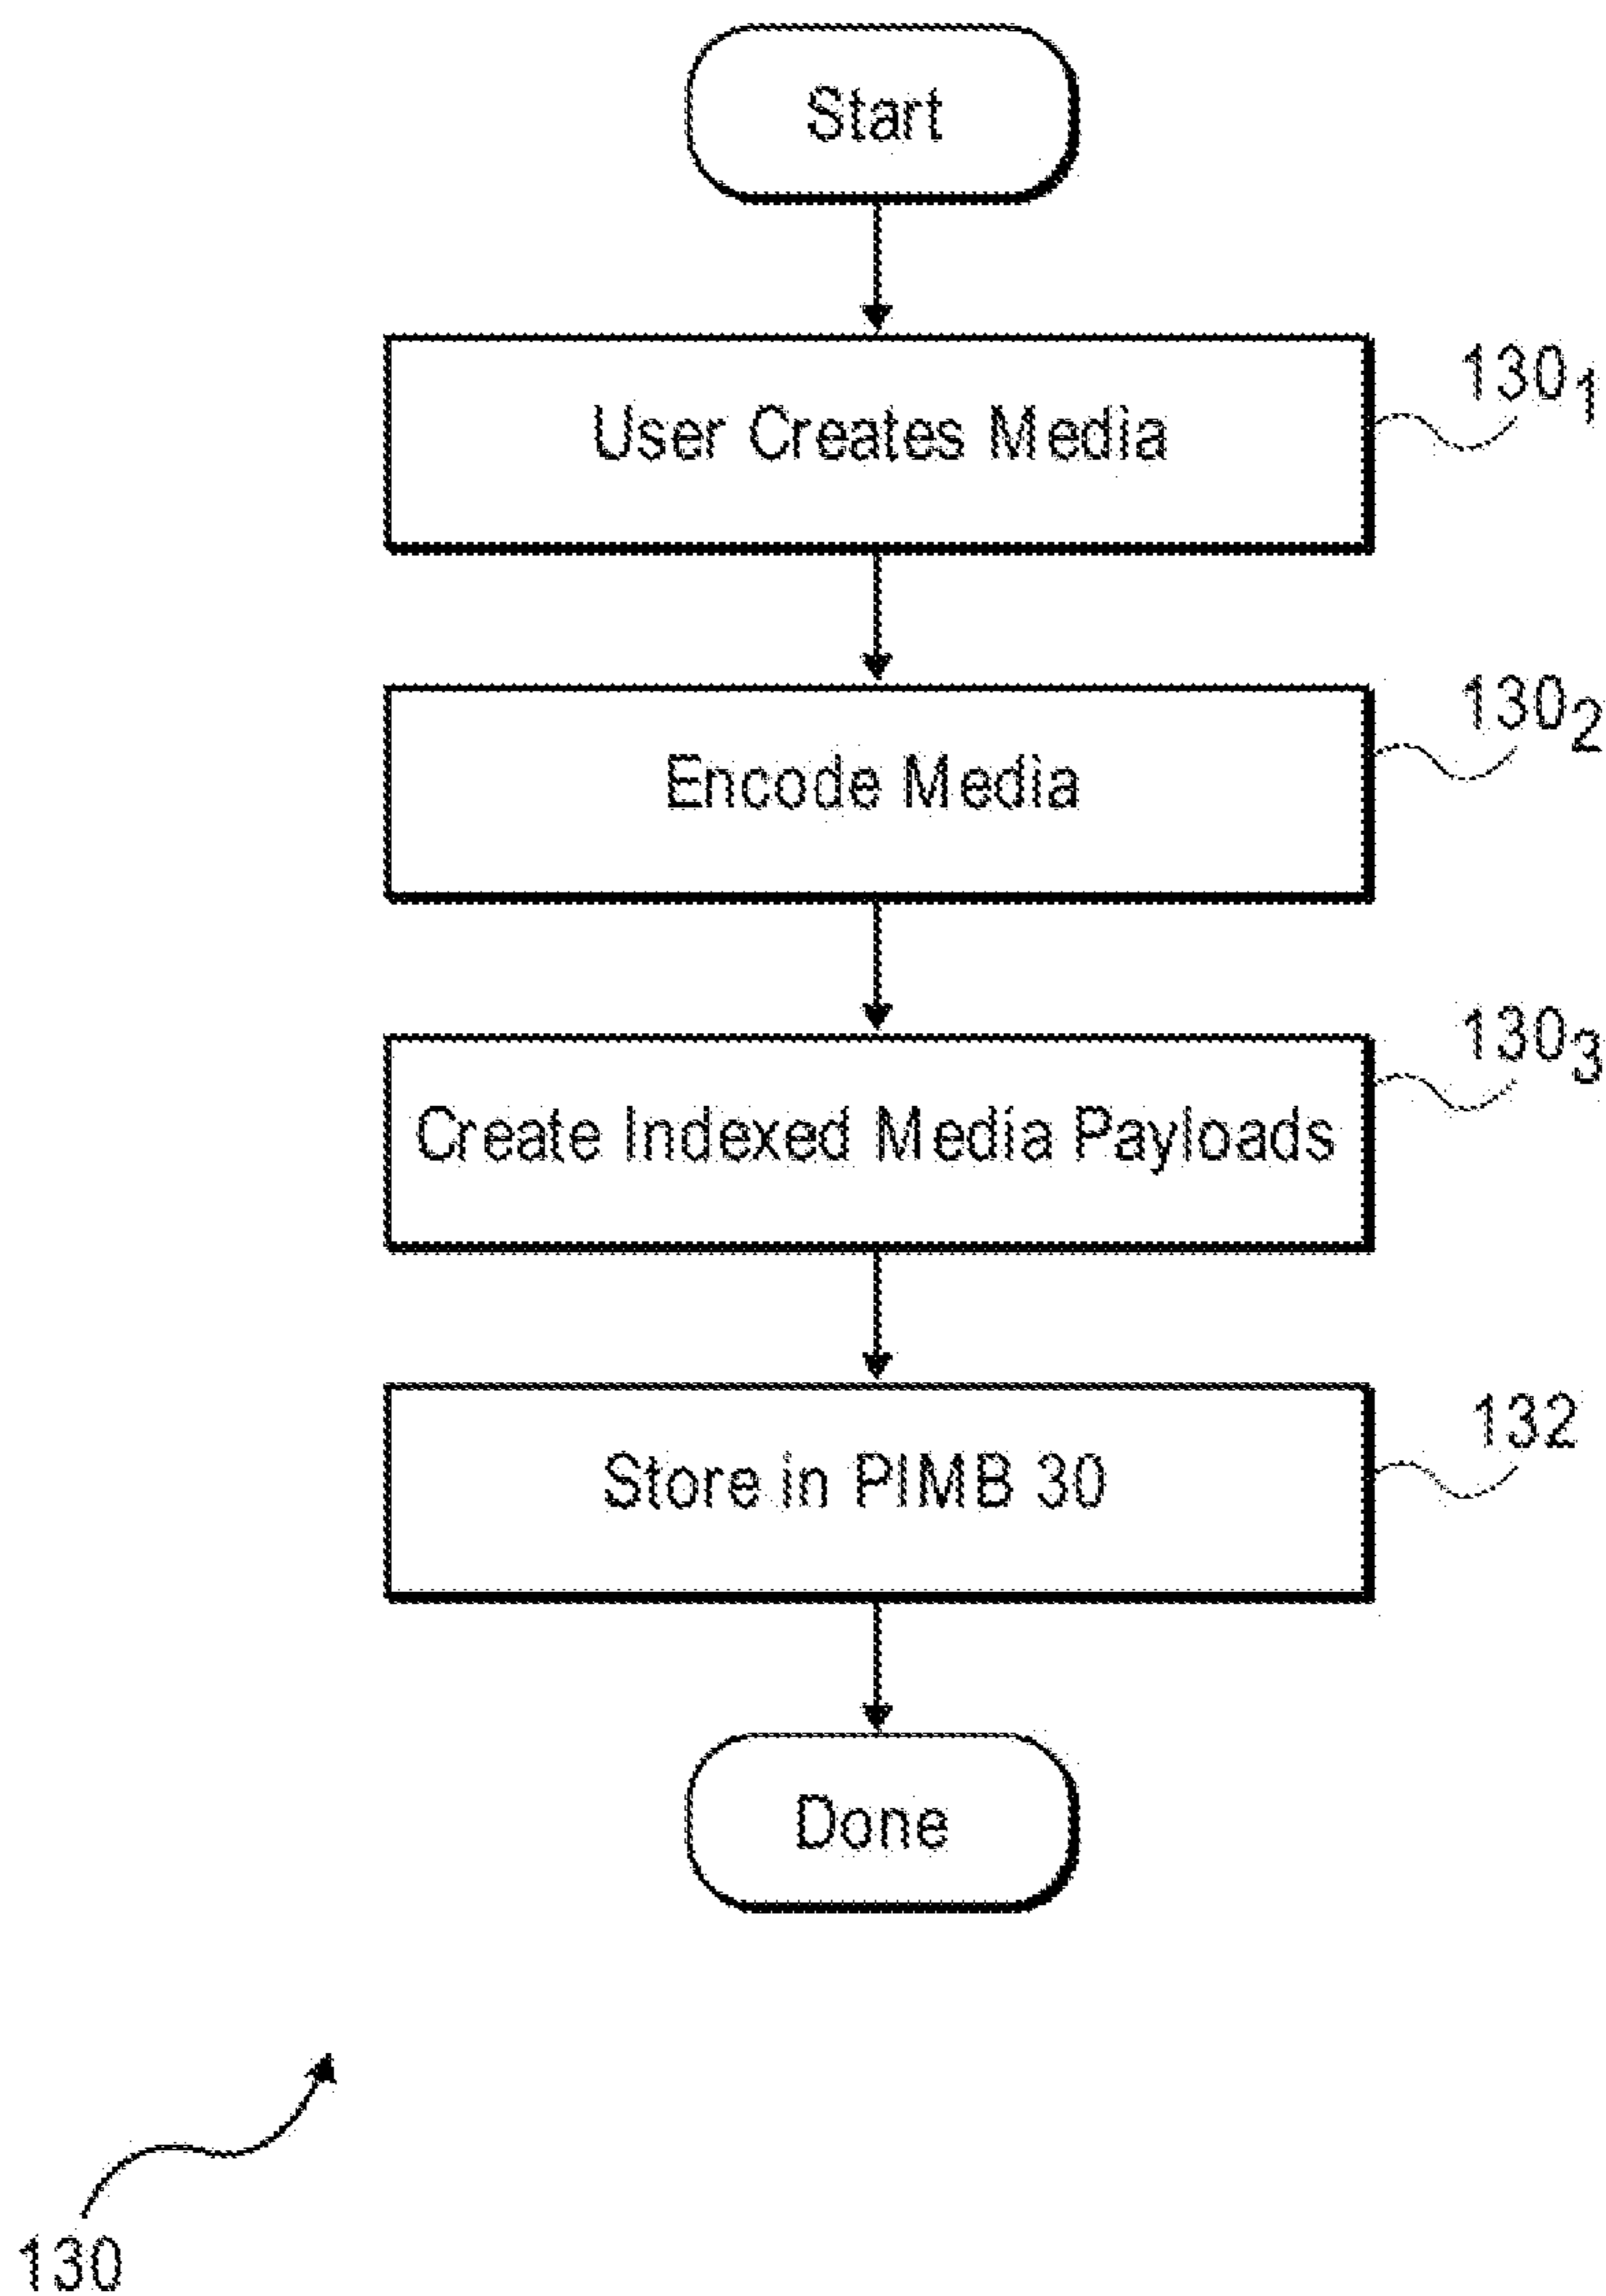 Start
User Creates Media
130₁
Encode Media
130₂
Create Indexed Media Payloads
130₃
Store in PIMB 30
132
Done
130